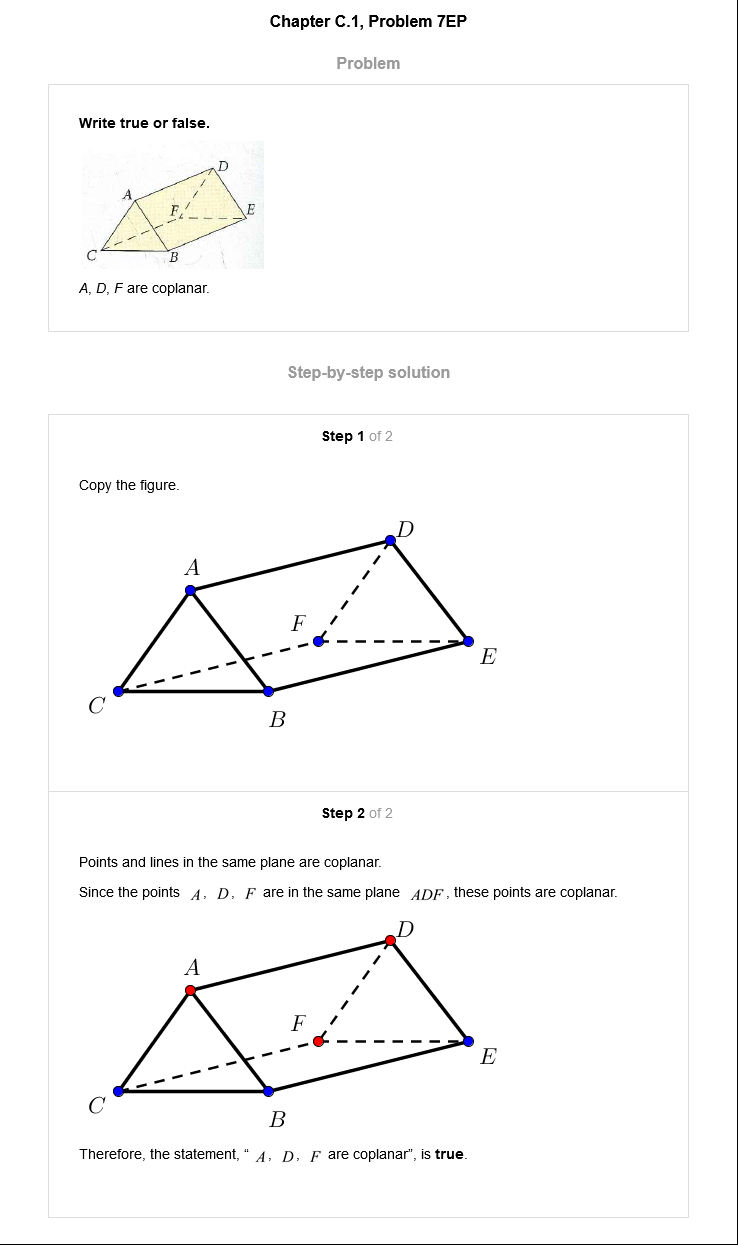 Chapter C.1, Problem 7EP
Problem
Write true or false.
D
A
F
E
C
B
A, D, F are coplanar.
Step-by-step solution
Step 1 of 2
Copy the figure.
D
A
F
E
C
B
Step 2 of 2
Points and lines in the same plane are coplanar.
Since the points A, D, F are in the same plane ADF, these points are coplanar.
D
A
F
E
C
B
Therefore, the statement, “ A, D, F are coplanar”, is true.